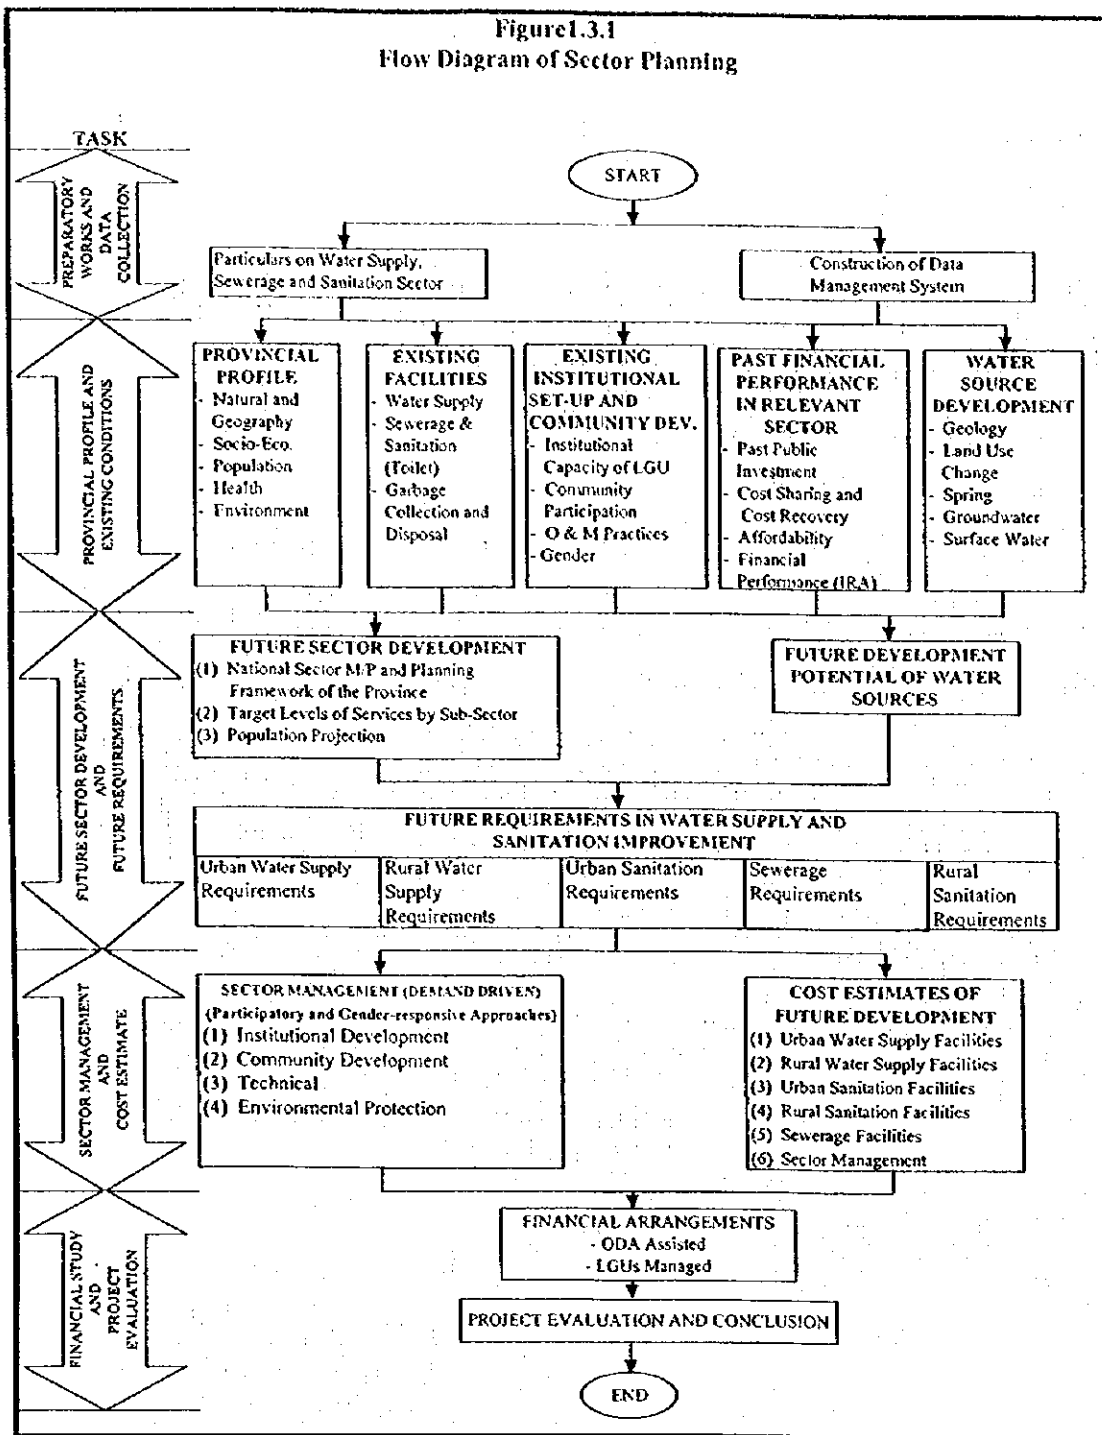 Figure1.3.1
Flow Diagram of Sector Planning
TASK
PREPARATORY
WORKS AND
DATA
COLLECTION
START
Particulars on Water Supply,
Sewerage and Sanitation Sector
Construction of Data
Management System
PROVINCIAL PROFILE AND
EXISTING CONDITIONS
PROVINCIAL
PROFILE
- Natural and
Geography
- Socio-Eco.
- Population
- Health
- Environment
EXISTING
FACILITIES
- Water Supply
- Sewerage &
Sanitation
(Toilet)
- Garbage
Collection and
Disposal
EXISTING
INSTITUTIONAL
SET-UP AND
COMMUNITY DEV.
- Institutional
Capacity of LGU
- Community
Participation
- O & M Practices
- Gender
PAST FINANCIAL
PERFORMANCE
IN RELEVANT
SECTOR
- Past Public
Investment
- Cost Sharing and
Cost Recovery
- Affordability
- Financial
Performance (IRA)
WATER
SOURCE
DEVELOPMENT
- Geology
- Land Use
Change
- Spring
- Groundwater
- Surface Water
FUTURE SECTOR DEVELOPMENT
AND
FUTURE REQUIREMENTS
FUTURE SECTOR DEVELOPMENT
(1) National Sector M/P and Planning
Framework of the Province
(2) Target Levels of Services by Sub-Sector
(3) Population Projection
FUTURE DEVELOPMENT
POTENTIAL OF WATER
SOURCES
FUTURE REQUIREMENTS IN WATER SUPPLY AND
SANITATION IMPROVEMENT
Urban Water Supply
Requirements
Rural Water
Supply
Requirements
Urban Sanitation
Requirements
Sewerage
Requirements
Rural
Sanitation
Requirements
SECTOR MANAGEMENT
AND
COST ESTIMATE
SECTOR MANAGEMENT (DEMAND DRIVEN)
(Participatory and Gender-responsive Approaches)
(1) Institutional Development
(2) Community Development
(3) Technical
(4) Environmental Protection
COST ESTIMATES OF
FUTURE DEVELOPMENT
(1) Urban Water Supply Facilities
(2) Rural Water Supply Facilities
(3) Urban Sanitation Facilities
(4) Rural Sanitation Facilities
(5) Sewerage Facilities
(6) Sector Management
FINANCIAL STUDY
AND
PROJECT
EVALUATION
FINANCIAL ARRANGEMENTS
- ODA Assisted
- LGUs Managed
PROJECT EVALUATION AND CONCLUSION
END